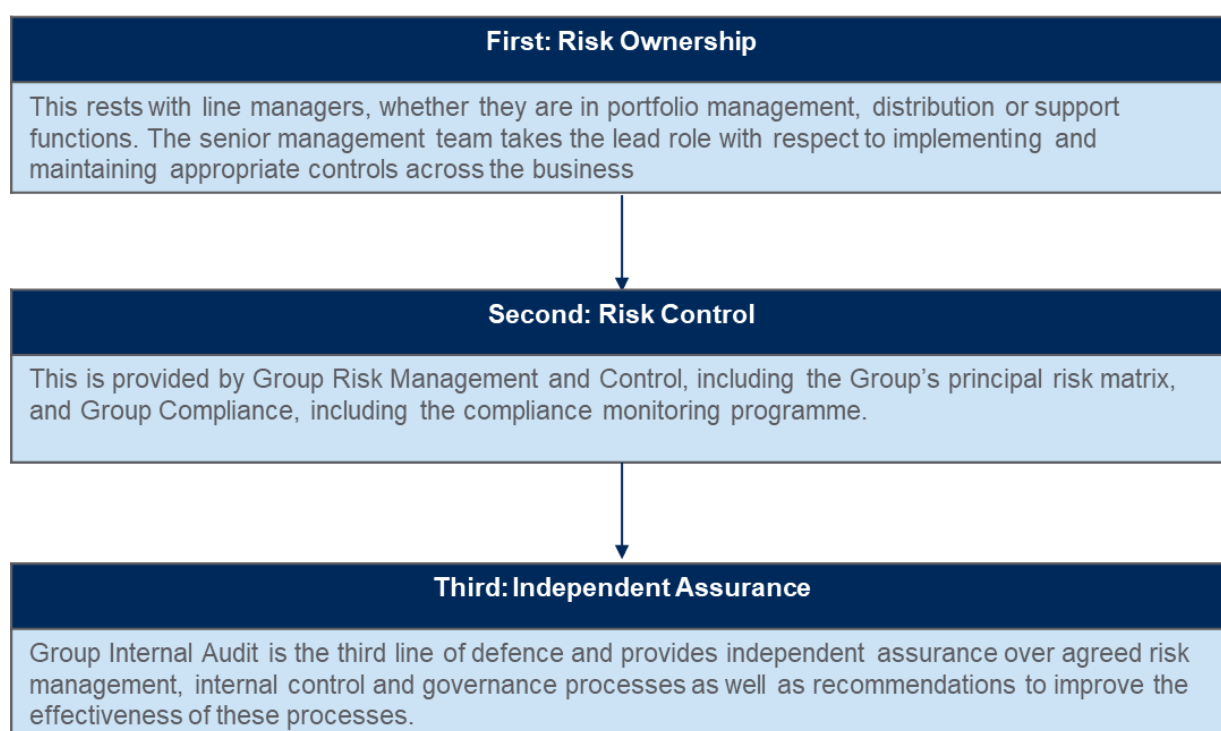 First: Risk Ownership
This rests with line managers, whether they are in portfolio management, distribution or support
functions. The senior management team takes the lead role with respect to implementing and
maintaining appropriate controls across the business
Second: Risk Control
This is provided by Group Risk Management and Control, including the Group’s principal risk matrix,
and Group Compliance, including the compliance monitoring programme.
Third: Independent Assurance
Group Internal Audit is the third line of defence and provides independent assurance over agreed risk
management, internal control and governance processes as well as recommendations to improve the
effectiveness of these processes.